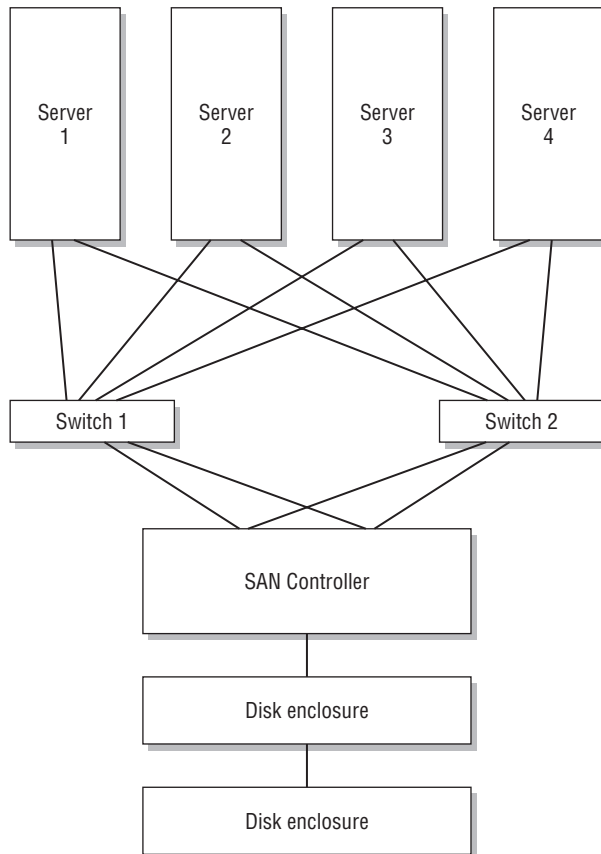 Server
1
Server
2
Server
3
Server
4
Switch 1
Switch 2
SAN Controller
Disk enclosure
Disk enclosure